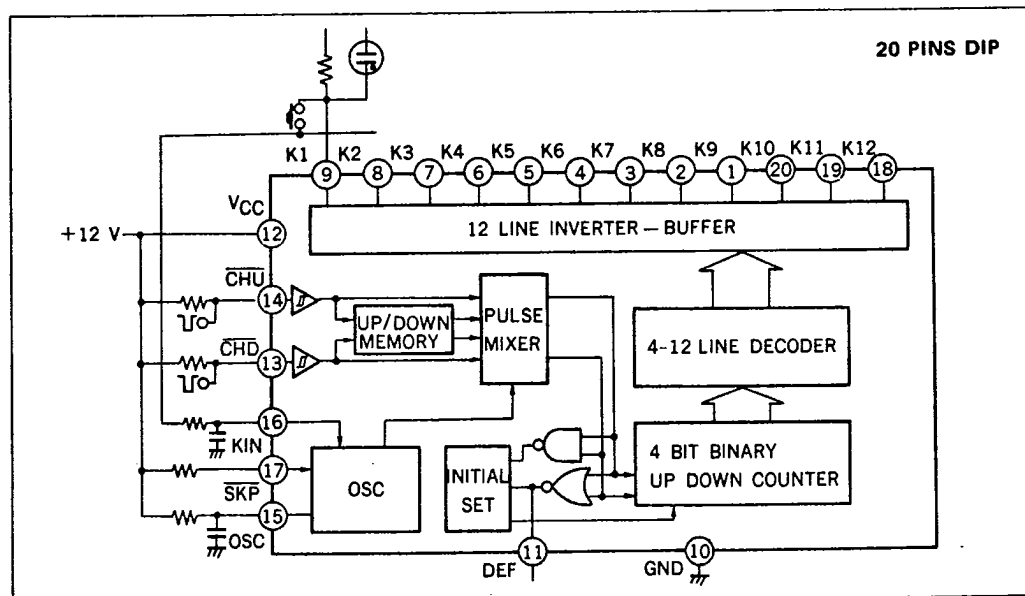 20 PINS DIP
K1 K2 K3 K4 K5 K6 K7 K8 K9 K10 K11 K12
9 8 7 6 5 4 3 2 1 20 19 18
VCC
+12 V
12
12 LINE INVERTER – BUFFER
CHU
14
UP/DOWN
MEMORY
PULSE
MIXER
CHD
13
4-12 LINE DECODER
16
KIN
17
SKP
15
OSC
OSC
INITIAL
SET
4 BIT BINARY
UP DOWN COUNTER
11
DEF
10
GND